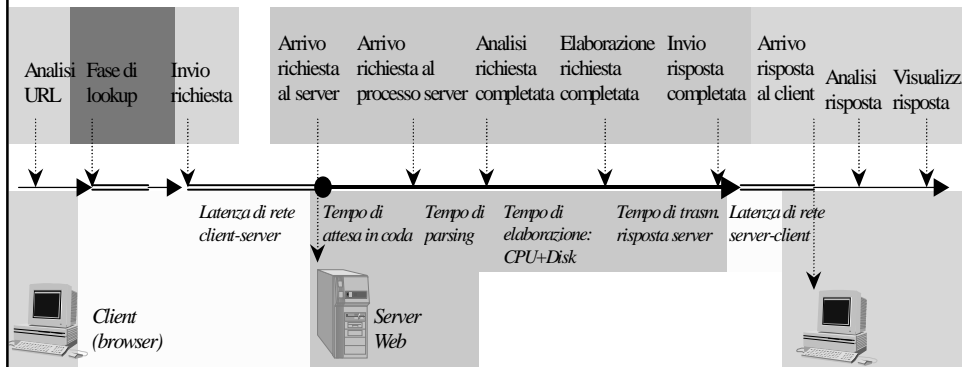 Analisi
URL
Fase di
lookup
Invio
richiesta
Arrivo
richiesta
al server
Arrivo
richiesta al
processo server
Analisi
richiesta
completata
Elaborazione
richiesta
completata
Invio
risposta
completata
Arrivo
risposta
al client
Analisi
risposta
Visualizz
risposta
Latenza di rete
client-server
Tempo di
attesa in coda
Tempo di
parsing
Tempo di
elaborazione:
CPU+Disk
Tempo di trasm.
risposta server
Latenza di rete
server-client
Client
(browser)
Server
Web